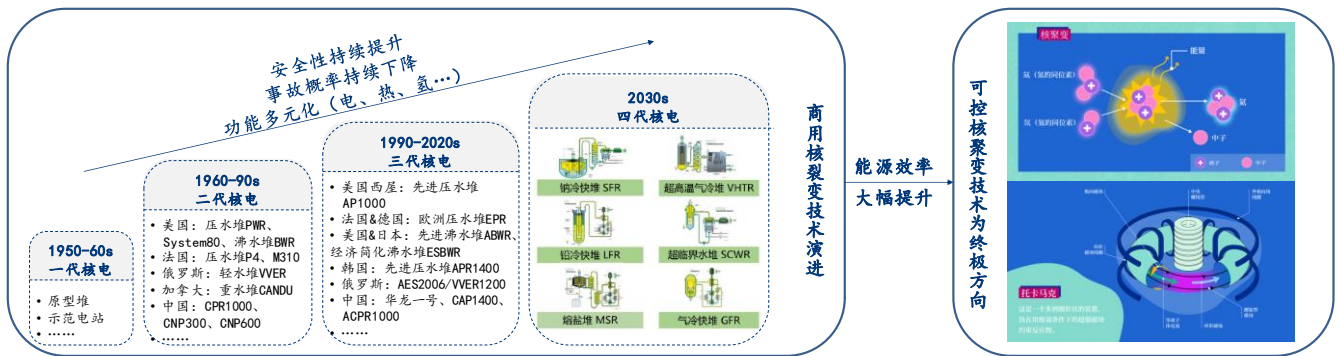 安全性持续提升
事故概率持续下降
功能多元化（电、热、氢…）
1950-60s
一代核电
• 原型堆
• 示范电站
• ……
1960-90s
二代核电
• 美国：压水堆PWR、
System80、沸水堆BWR
• 法国：压水堆P4、M310
• 俄罗斯：轻水堆VVER
• 加拿大：重水堆CANDU
• 中国：CPR1000、
CNP300、CNP600
• ……
1990-2020s
三代核电
• 美国西屋：先进压水堆
AP1000
• 法国&德国：欧洲压水堆EPR
• 美国&日本：先进沸水堆ABWR、
经济简化沸水堆ESBWR
• 韩国：先进压水堆APR1400
• 俄罗斯：AES2006/VVER1200
• 中国：华龙一号、CAP1400、
ACPR1000
• ……
2030s
四代核电
钠冷快堆 SFR
超高温气冷堆 VHTR
铅冷快堆 LFR
超临界水堆 SCWR
熔盐堆 MSR
气冷快堆 GFR
商用核裂变技术演进
能源效率
大幅提升
可控核聚变技术为终极方向
核聚变
能量
氦
中子
质子
中子
托卡马克